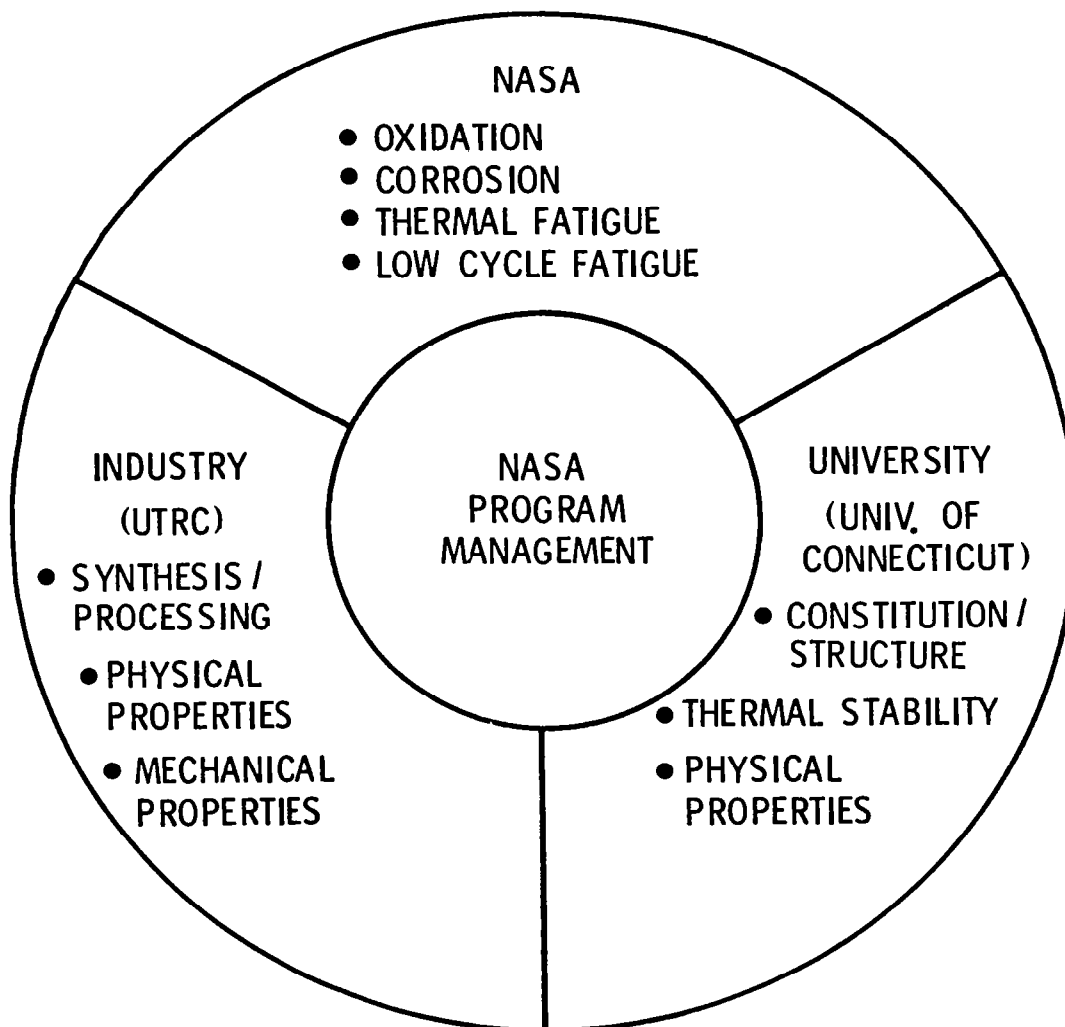 NASA
• OXIDATION
• CORROSION
• THERMAL FATIGUE
• LOW CYCLE FATIGUE
INDUSTRY
(UTRC)
• SYNTHESIS /
PROCESSING
• PHYSICAL
PROPERTIES
• MECHANICAL
PROPERTIES
NASA
PROGRAM
MANAGEMENT
UNIVERSITY
(UNIV. OF
CONNECTICUT)
• CONSTITUTION /
STRUCTURE
• THERMAL STABILITY
• PHYSICAL
PROPERTIES